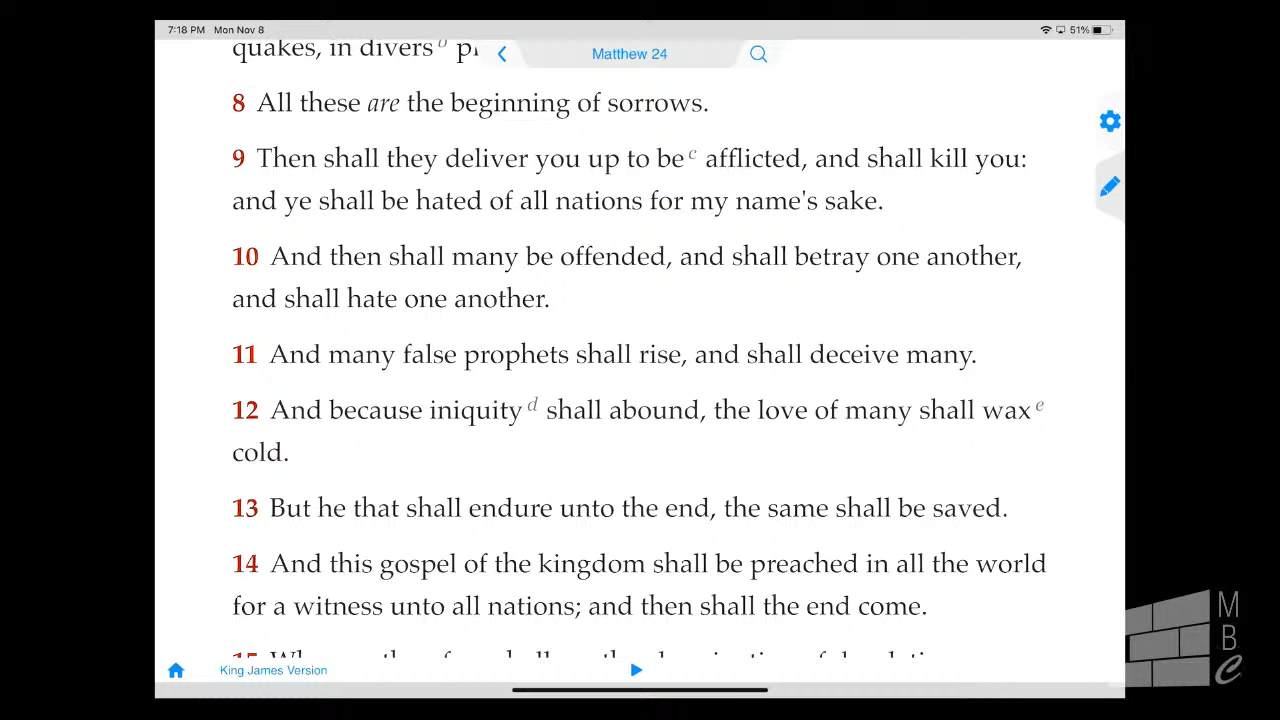 7:18 PM Mon Nov 8 51%
Matthew 24
quakes, in divers b
8 All these are the beginning of sorrows.
9 Then shall they deliver you up to be c afflicted, and shall kill you:
and ye shall be hated of all nations for my name's sake.
10 And then shall many be offended, and shall betray one another,
and shall hate one another.
11 And many false prophets shall rise, and shall deceive many.
12 And because iniquity d shall abound, the love of many shall wax e
cold.
13 But he that shall endure unto the end, the same shall be saved.
14 And this gospel of the kingdom shall be preached in all the world
for a witness unto all nations; and then shall the end come.
King James Version
M
B
C